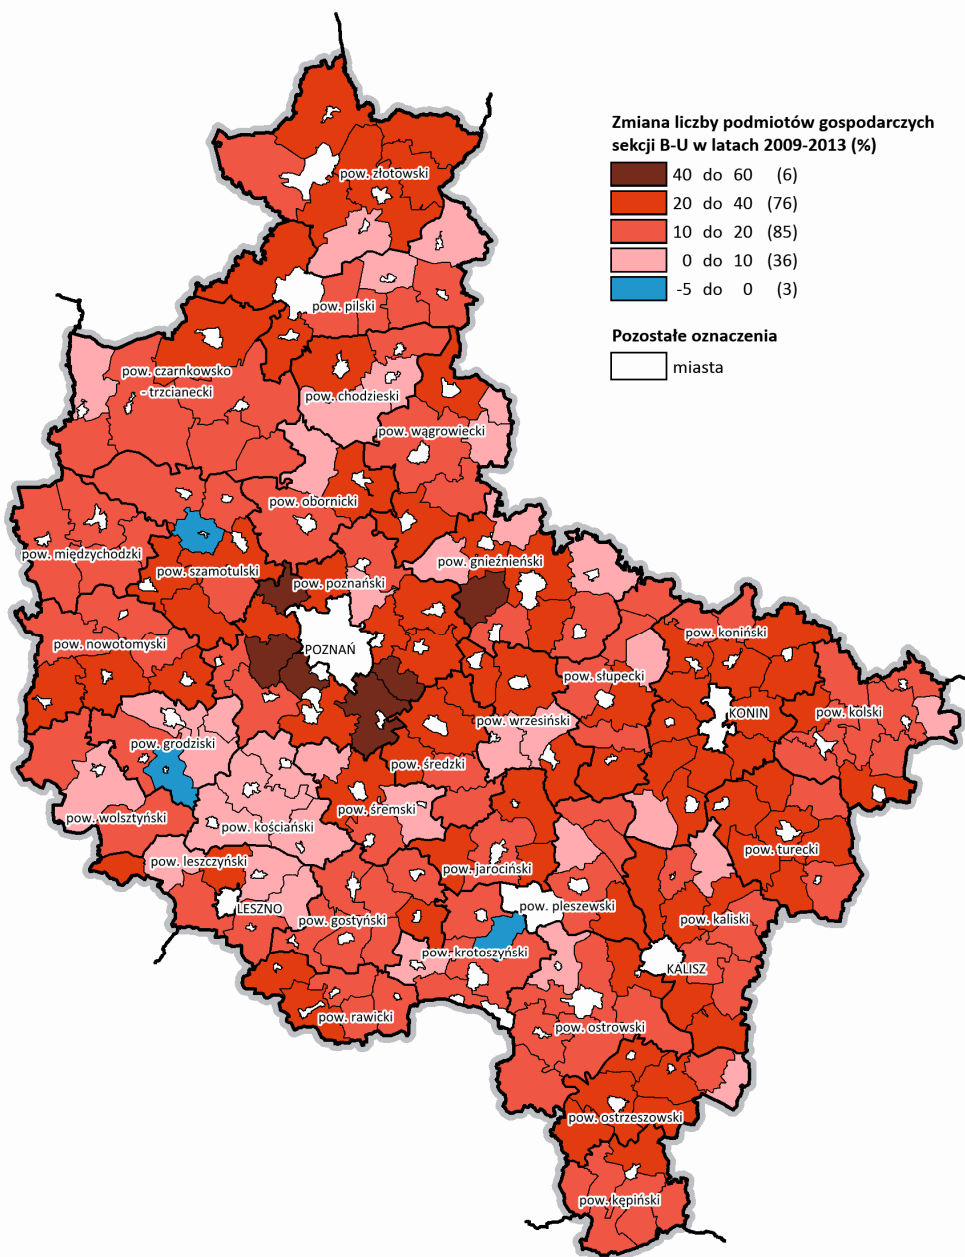 Zmiana liczby podmiotów gospodarczych
sekcji B-U w latach 2009-2013 (%)
40 do 60 (6)
20 do 40 (76)
10 do 20 (85)
0 do 10 (36)
-5 do 0 (3)
Pozostałe oznaczenia
miasta
pow. złotowski
pow. pilski
pow. czarnkowsko
- trzcianecki
pow. chodzieski
pow. wągrowiecki
pow. obornicki
pow. międzychodzki
pow. szamotulski
pow. poznański
pow. gnieźnieński
pow. nowotomyski
POZNAŃ
pow. koniński
pow. słupecki
pow. wrzesiński
KONIN
pow. kolski
pow. grodziski
pow. średzki
pow. śremski
pow. wolsztyński
pow. kościański
pow. turecki
pow. leszczyński
pow. jarociński
LESZNO
pow. gostyński
pow. pleszewski
pow. kaliski
pow. krotoszyński
KALISZ
pow. rawicki
pow. ostrowski
pow. ostrzeszowski
pow. kępiński